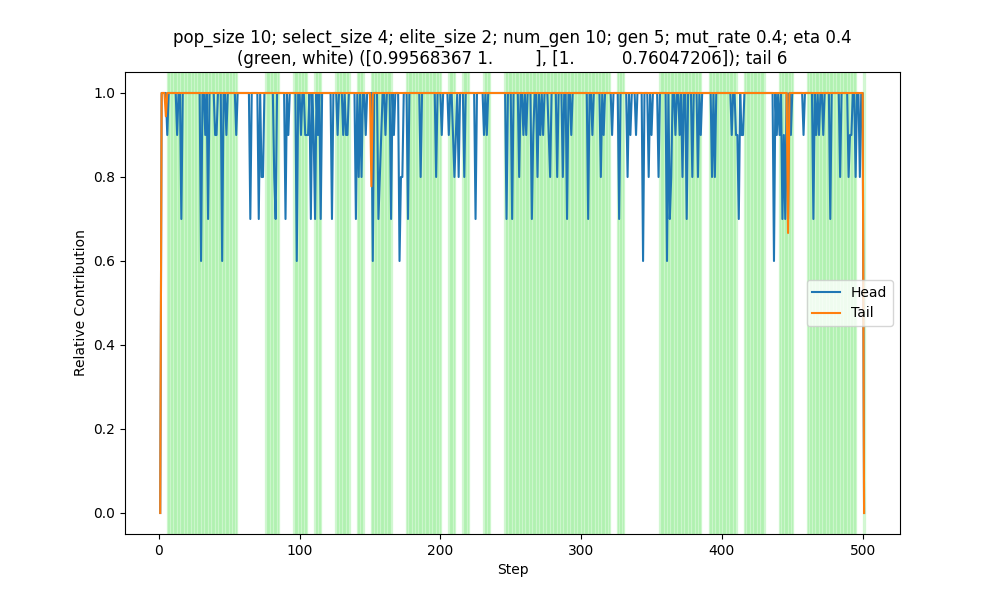 pop_size 10; select_size 4; elite_size 2; num_gen 10; gen 5; mut_rate 0.4; eta 0.4
(green, white) ([0.99568367 1.        ], [1.         0.76047206]); tail 6
1.0
0.8
0.6
0.4
0.2
0.0
Relative Contribution
Head
Tail
0 100 200 300 400 500
Step